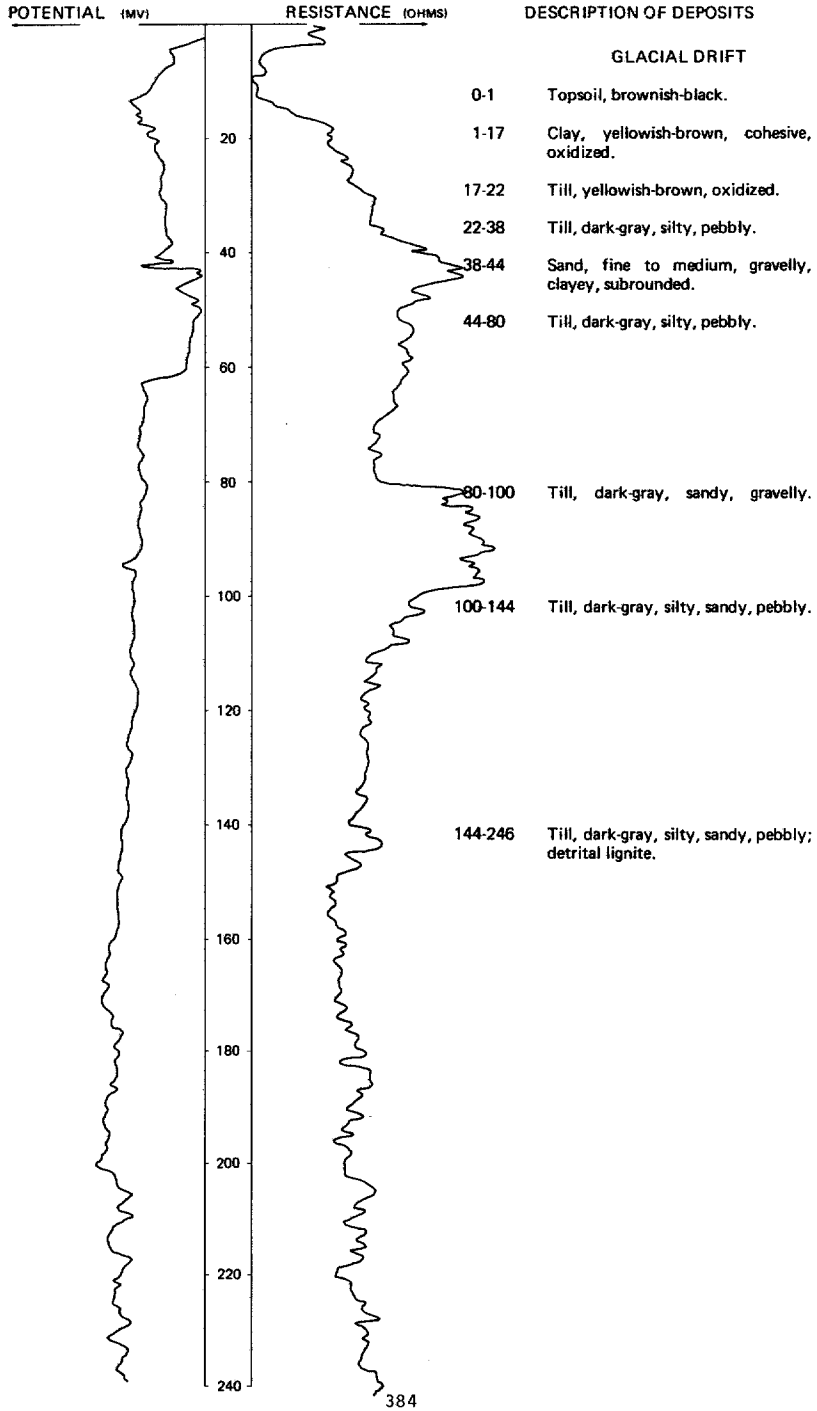 POTENTIAL (MV) RESISTANCE (OHMS) DESCRIPTION OF DEPOSITS
GLACIAL DRIFT
0-1 Topsoil, brownish-black.
20
1-17 Clay, yellowish-brown, cohesive,
oxidized.
17-22 Till, yellowish-brown, oxidized.
22-38 Till, dark-gray, silty, pebbly.
40
38-44 Sand, fine to medium, gravelly,
clayey, subrounded.
44-80 Till, dark-gray, silty, pebbly.
60
80
80-100 Till, dark-gray, sandy, gravelly.
100
100-144 Till, dark-gray, silty, sandy, pebbly.
120
140
144-246 Till, dark-gray, silty, sandy, pebbly;
detrital lignite.
160
180
200
220
240
384